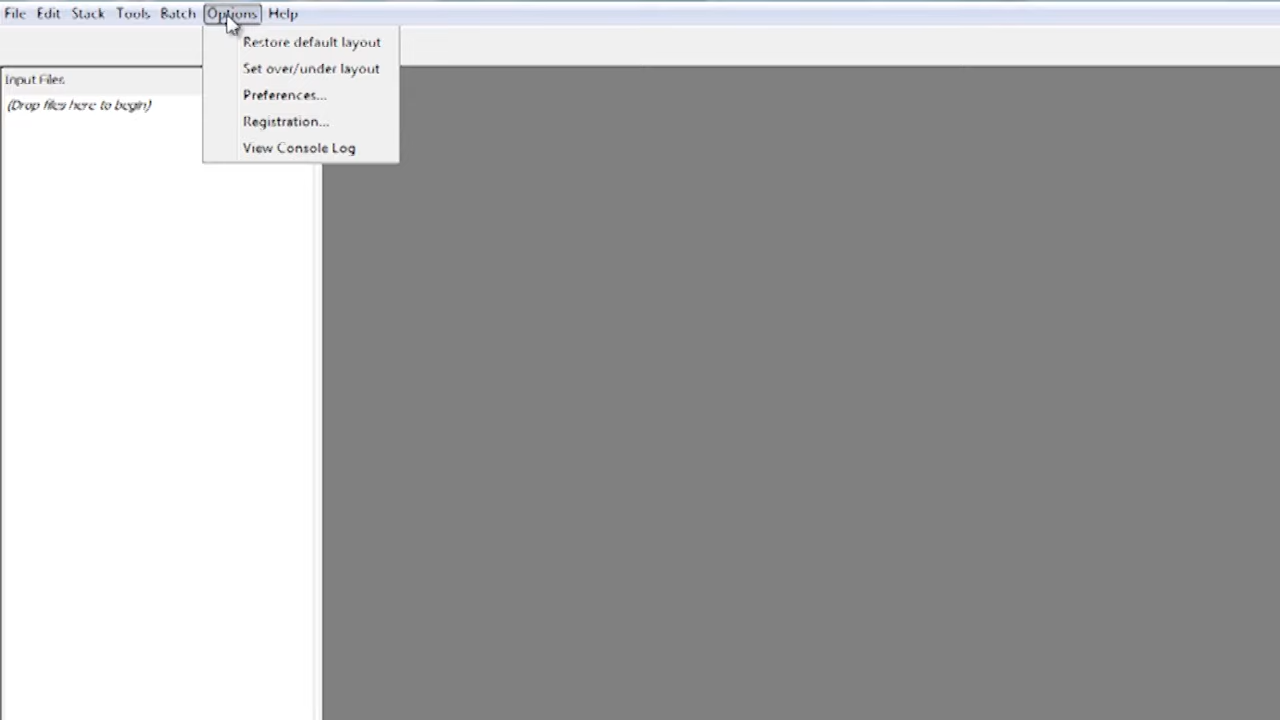 File Edit Stack Tools Batch Options Help
Restore default layout
Set over/under layout
Preferences...
Registration...
View Console Log
Input Files
(Drop files here to begin)